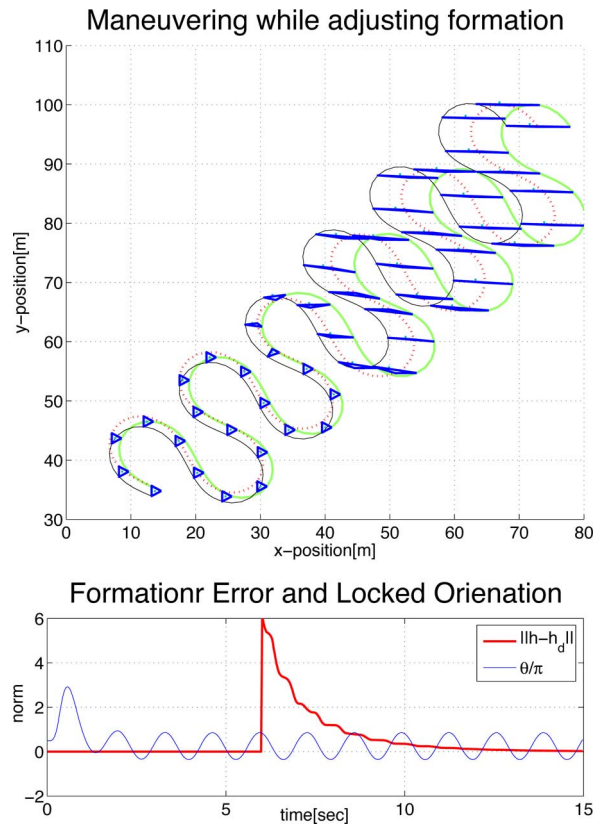 Maneuvering while adjusting formation
110
100
90
80
70
60
50
40
30
y-position[m]
0 10 20 30 40 50 60 70 80
x-position[m]
Formationr Error and Locked Orienation
6
4
2
0
-2
norm
||h-h_d||
θ/π
0 5 10 15
time[sec]